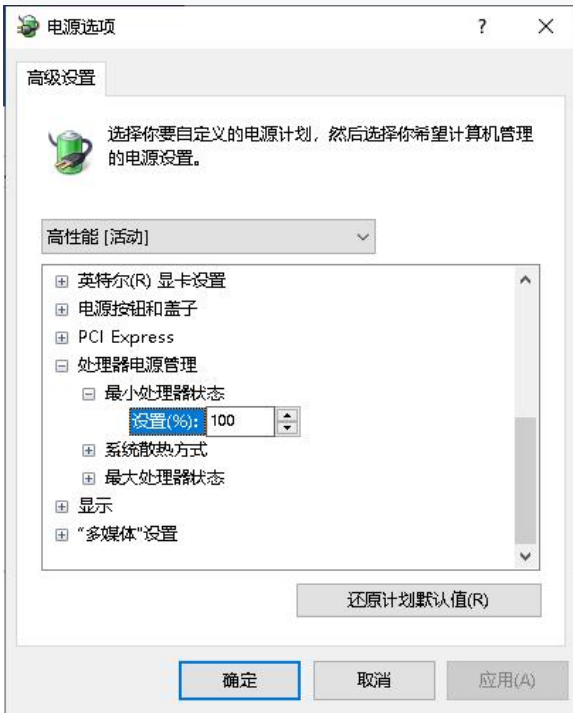 电源选项
高级设置
选择你要自定义的电源计划，然后选择你希望计算机管理
的电源设置。
高性能 [活动]
英特尔(R) 显卡设置
电源按钮和盖子
PCI Express
处理器电源管理
最小处理器状态
设置(%): 100
系统散热方式
最大处理器状态
显示
"多媒体"设置
还原计划默认值(R)
确定 取消 应用(A)